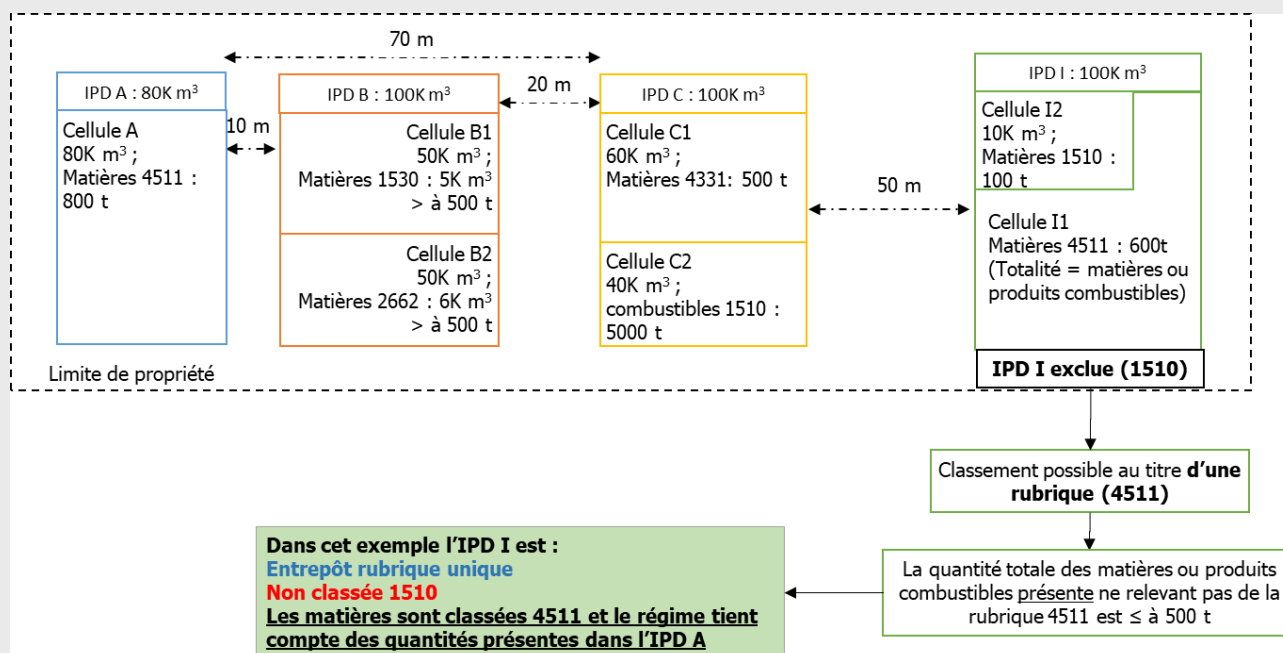 70 m
IPD A : 80K m³
10 m
IPD B : 100K m³
20 m
IPD C : 100K m³
50 m
IPD I : 100K m³
Cellule A
80K m³ ;
Matières 4511 :
800 t
Cellule B1
50K m³ ;
Matières 1530 : 5K m³
> à 500 t
Cellule B2
50K m³ ;
Matières 2662 : 6K m³
> à 500 t
Cellule C1
60K m³ ;
Matières 4331: 500 t
Cellule C2
40K m³ ;
combustibles 1510 :
5000 t
Cellule I2
10K m³ ;
Matières 1510 :
100 t
Cellule I1
Matières 4511 : 600t
(Totalité = matières ou
produits combustibles)
Limite de propriété
IPD I exclue (1510)
Classement possible au titre d’une
rubrique (4511)
La quantité totale des matières ou produits
combustibles présente ne relevant pas de la
rubrique 4511 est ≤ à 500 t
Dans cet exemple l’IPD I est :
Entrepôt rubrique unique
Non classée 1510
Les matières sont classées 4511 et le régime tient
compte des quantités présentes dans l’IPD A